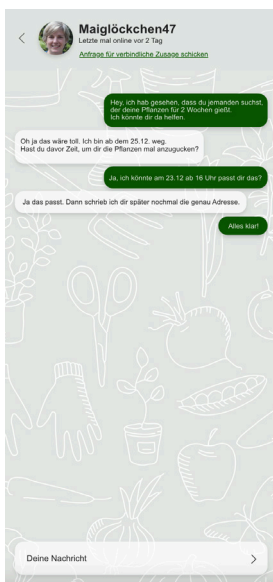 Maiglöckchen47
Letzte mal online vor 2 Tag
Anfrage für verbindliche Zusage schicken
Hey, ich hab gesehen, dass du jemanden suchst,
der deine Pflanzen für 2 Wochen gießt.
Ich könnte dir da helfen.
Oh ja das wäre toll. Ich bin ab dem 25.12. weg.
Hast du davor Zeit, um dir die Pflanzen mal anzugucken?
Ja, ich könnte am 23.12 ab 16 Uhr passt dir das?
Ja das passt. Dann schrieb ich dir später nochmal die genau Adresse.
Alles klar!
Deine Nachricht